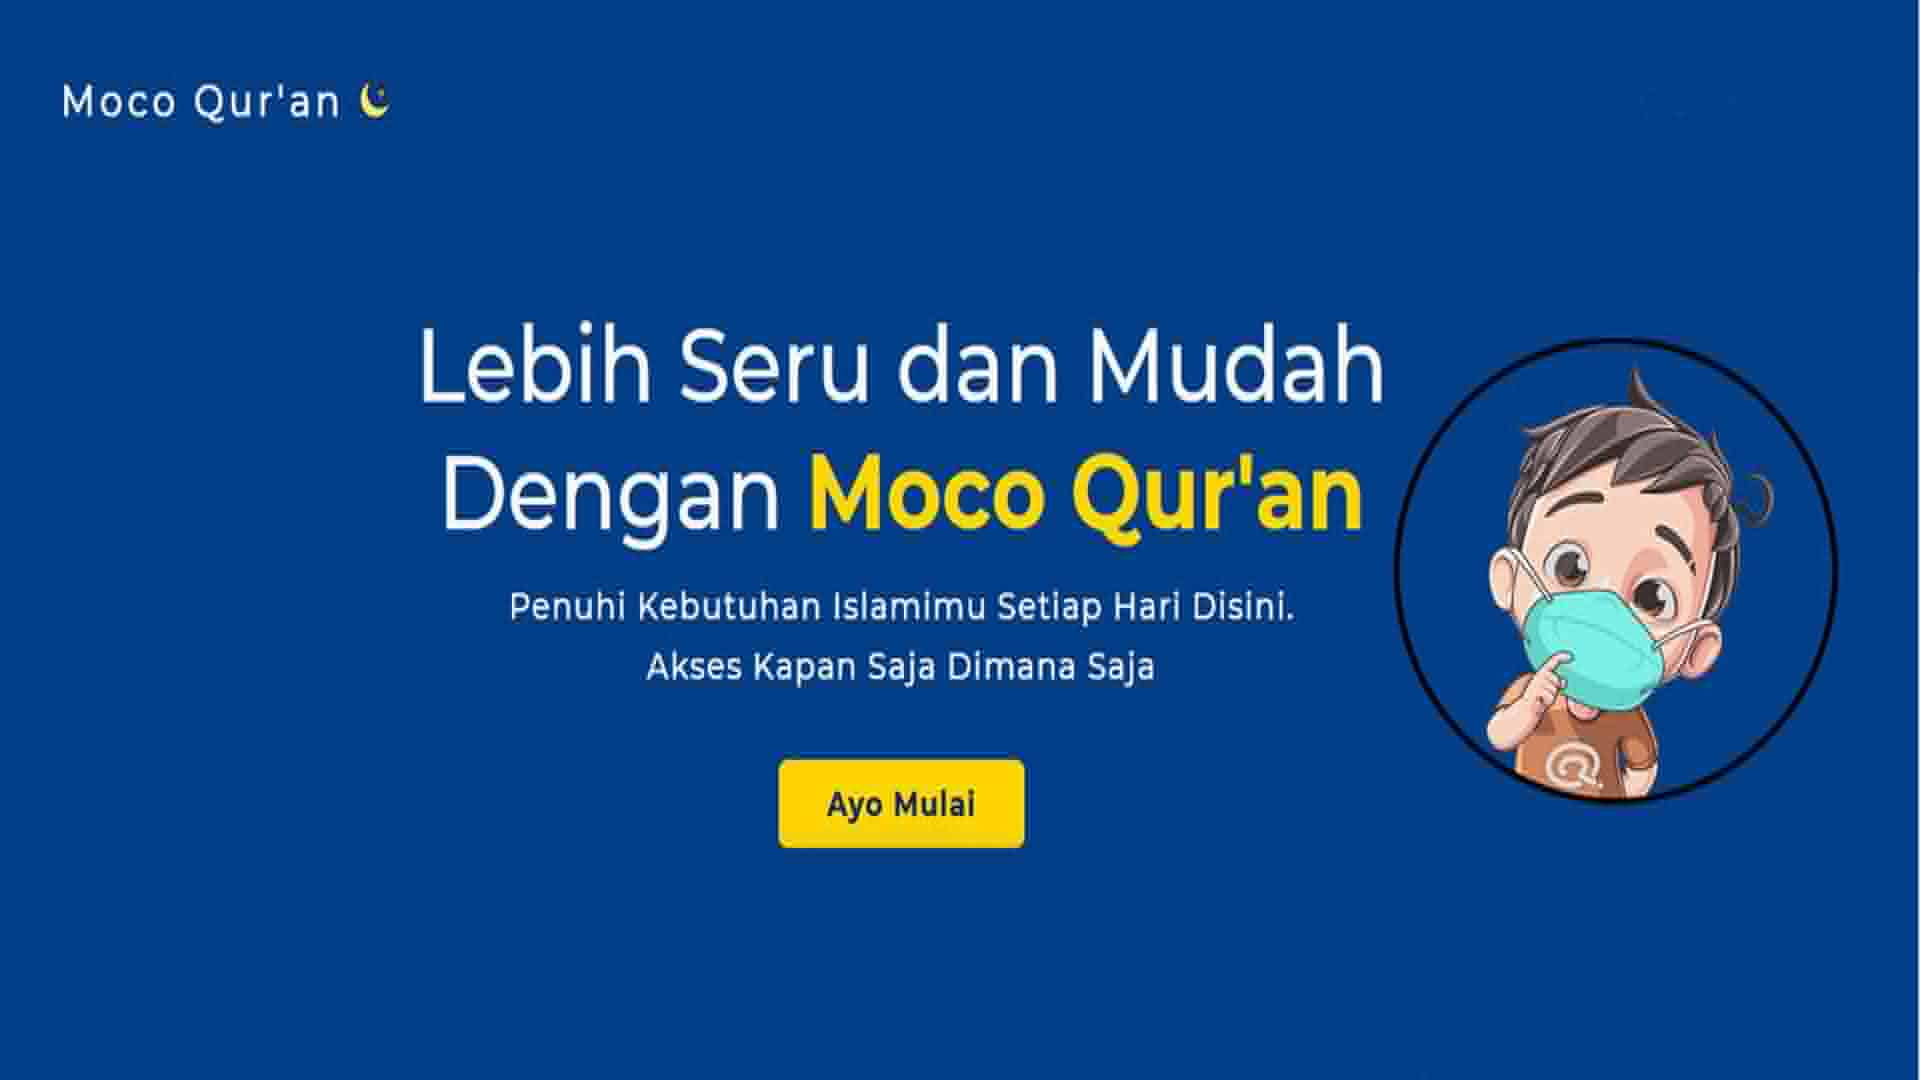 Moco Qur'an
Lebih Seru dan Mudah
Dengan Moco Qur'an
Penuhi Kebutuhan Islamimu Setiap Hari Disini.
Akses Kapan Saja Dimana Saja
Ayo Mulai